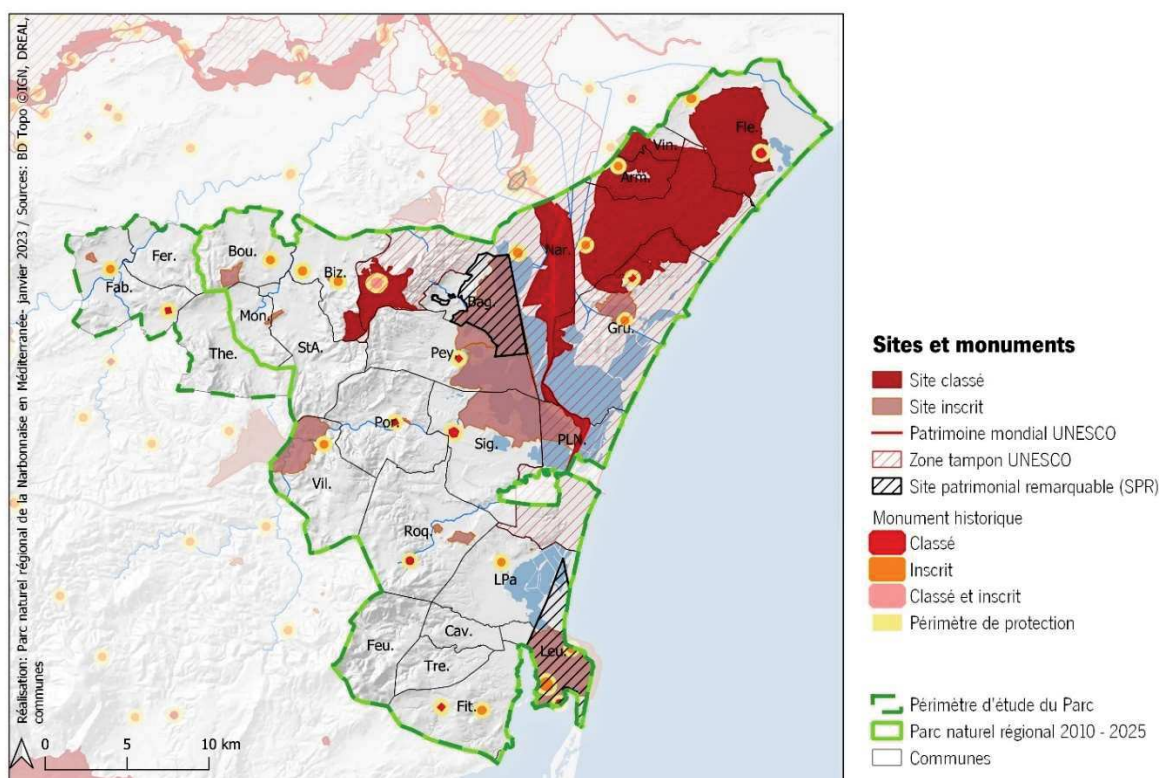 Réalisation: Parc naturel régional de la Narbonnaise en Méditerranée- janvier 2023 / Sources: BD Topo ©IGN, DREAL,
communes
Fle.
Vin.
Arm.
Nar.
Fer.
Bou.
Fab.
Biz.
Bag.
Mon.
Gru.
The.
StA.
Pey
Por.
Sig.
PLN.
Vil.
Roq.
LPa
Cav.
Feu.
Leu.
Tre.
Fit.
0 5 10 km
Sites et monuments
Site classé
Site inscrit
Patrimoine mondial UNESCO
Zone tampon UNESCO
Site patrimonial remarquable (SPR)
Monument historique
Classé
Inscrit
Classé et inscrit
Périmètre de protection
Périmètre d'étude du Parc
Parc naturel régional 2010 - 2025
Communes